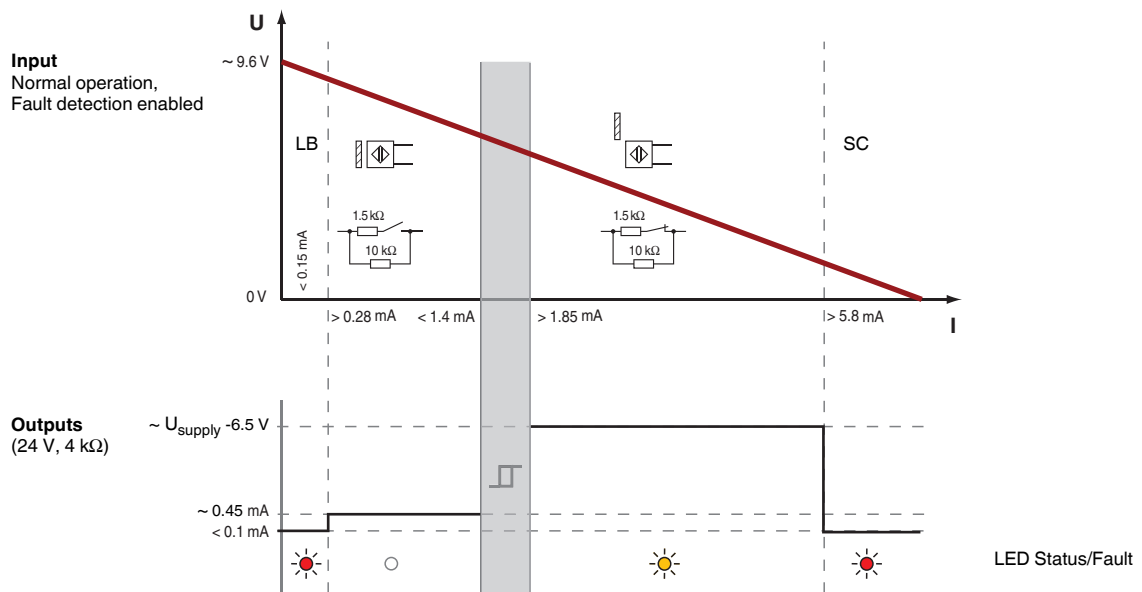 U
Input
Normal operation,
Fault detection enabled
~ 9.6 V
LB
SC
1.5 kΩ
10 kΩ
1.5 kΩ
10 kΩ
< 0.15 mA
0 V
> 0.28 mA
< 1.4 mA
> 1.85 mA
> 5.8 mA
I
Outputs
(24 V, 4 kΩ)
~ Usupply -6.5 V
~ 0.45 mA
< 0.1 mA
LED Status/Fault